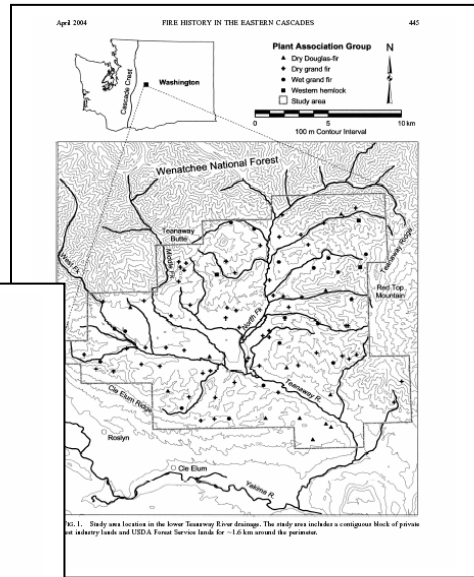 April 2004
FIRE HISTORY IN THE EASTERN CASCADES
445
Cascade Crest
Washington
Plant Association Group
Dry Douglas-fir
Dry grand fir
Wet grand fir
Western hemlock
Study area
N
0
5
10 km
100 m Contour Interval
Wenatchee National Forest
Teanaway
Butte
West Fk.
Middle Fk.
North Fk.
Teanaway Ridge
Red Top
Mountain
Teanaway R.
Cle Elum Ridge
Roslyn
Cle Elum
Yakima R.
FIG. 1. Study area location in the lower Teanaway River drainage. The study area includes a contiguous block of private
industry lands and USDA Forest Service lands for ~1.6 km around the perimeter.